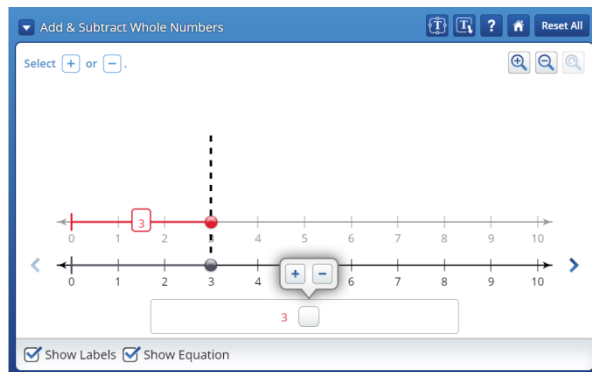 Add & Subtract Whole Numbers T T ? Reset All
Select + or − .
3
0 1 2 3 4 5 6 7 8 9 10
0 1 2 3 4 + − 6 7 8 9 10
3
Show Labels Show Equation